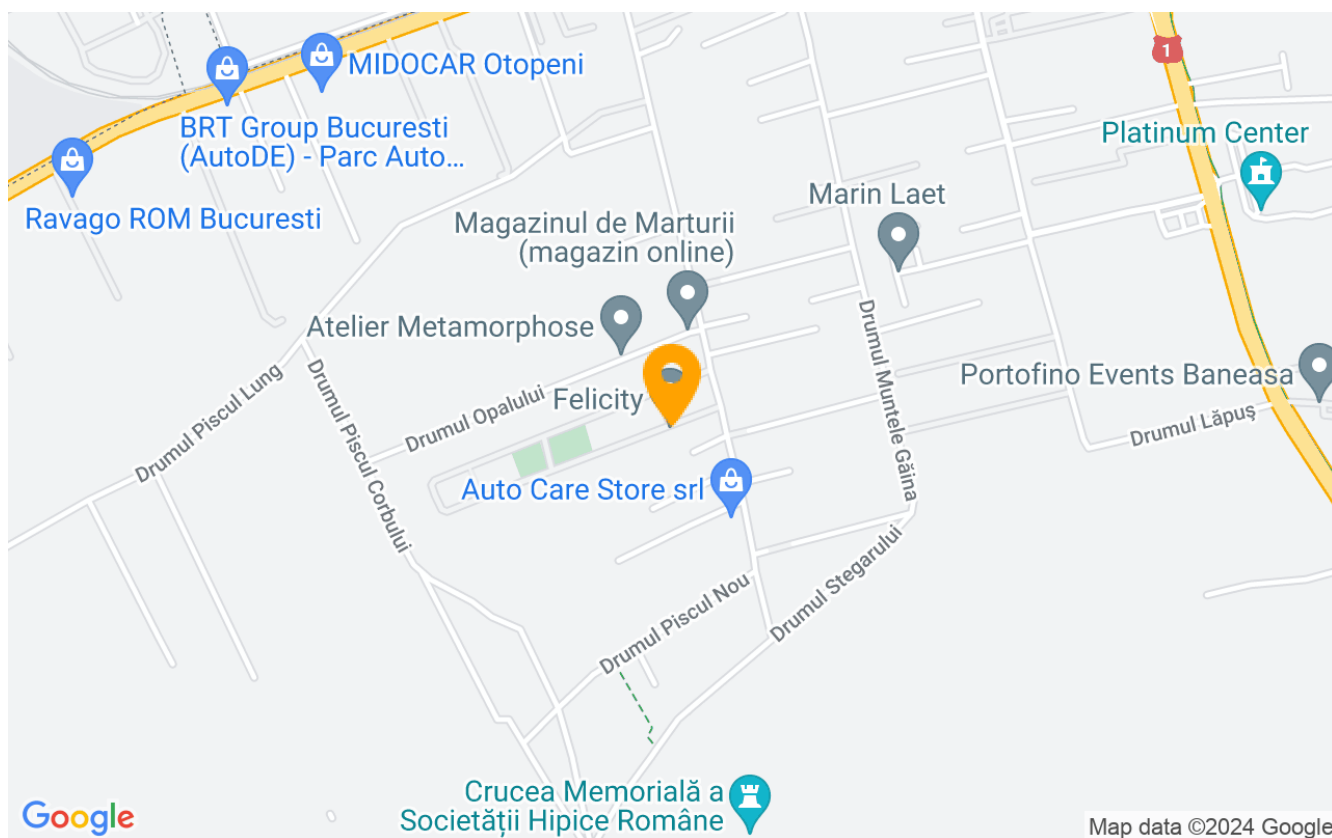 MIDOCAR Otopeni
1
BRT Group Bucuresti
(AutoDE) - Parc Auto...
Platinum Center
Ravago ROM Bucuresti
Marin Laet
Magazinul de Marturii
(magazin online)
Atelier Metamorphose
Drumul Muntele Găina
Drumul Piscul Lung
Drumul Piscul Corbului
Drumul Opalului
Felicity
Portofino Events Baneasa
Drumul Lăpuș
Auto Care Store srl
Drumul Stegarului
Drumul Piscul Nou
Crucea Memorială a
Societății Hipice Române
Google
Map data ©2024 Google